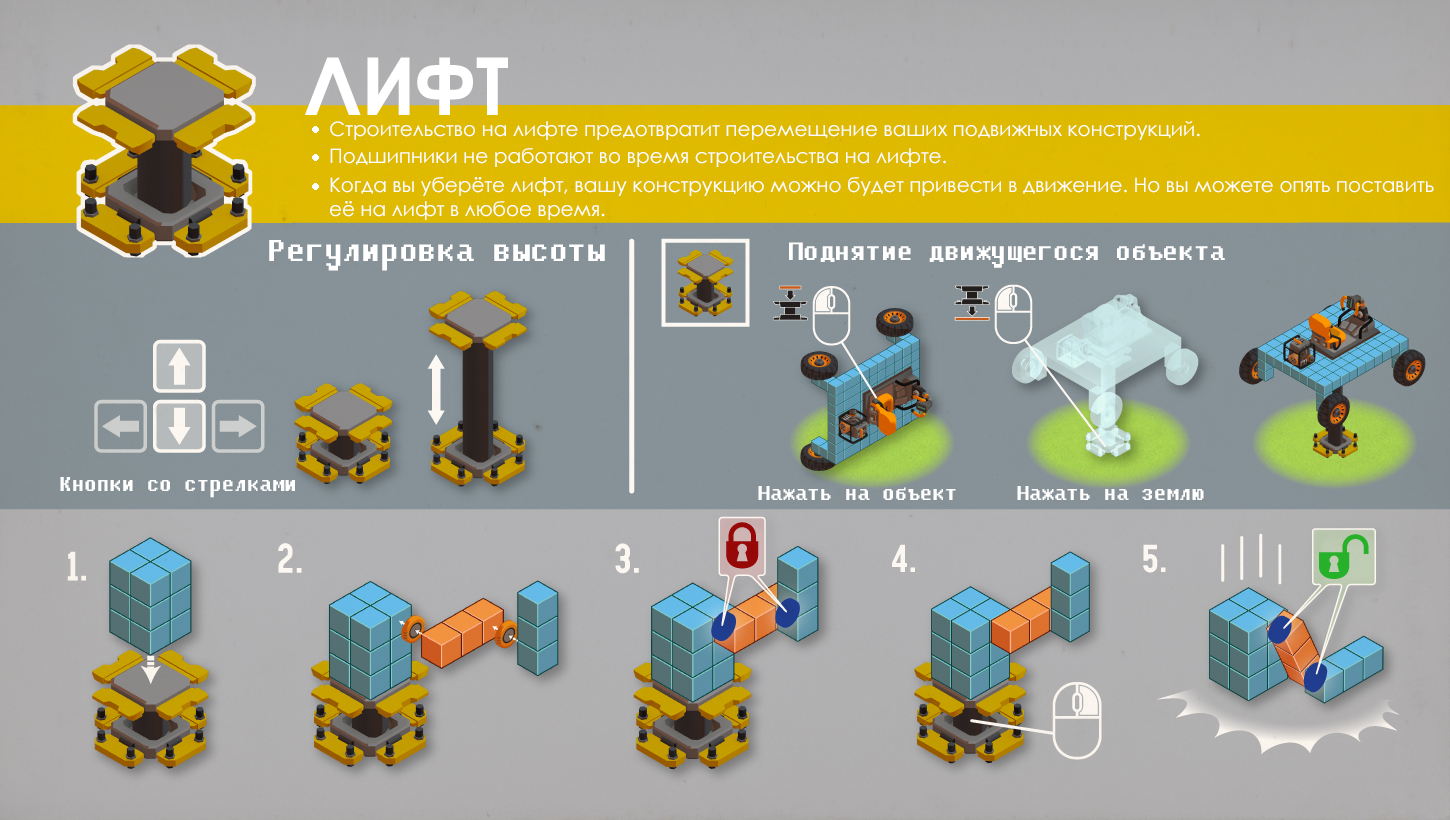 ЛИФТ
• Строительство на лифте предотвратит перемещение ваших подвижных конструкций.
• Подшипники не работают во время строительства на лифте.
• Когда вы уберёте лифт, вашу конструкцию можно будет привести в движение. Но вы можете опять поставить
её на лифт в любое время.
Регулировка высоты
Кнопки со стрелками
Поднятие движущегося объекта
Нажать на объект
Нажать на землю
1.
2.
3.
4.
5.